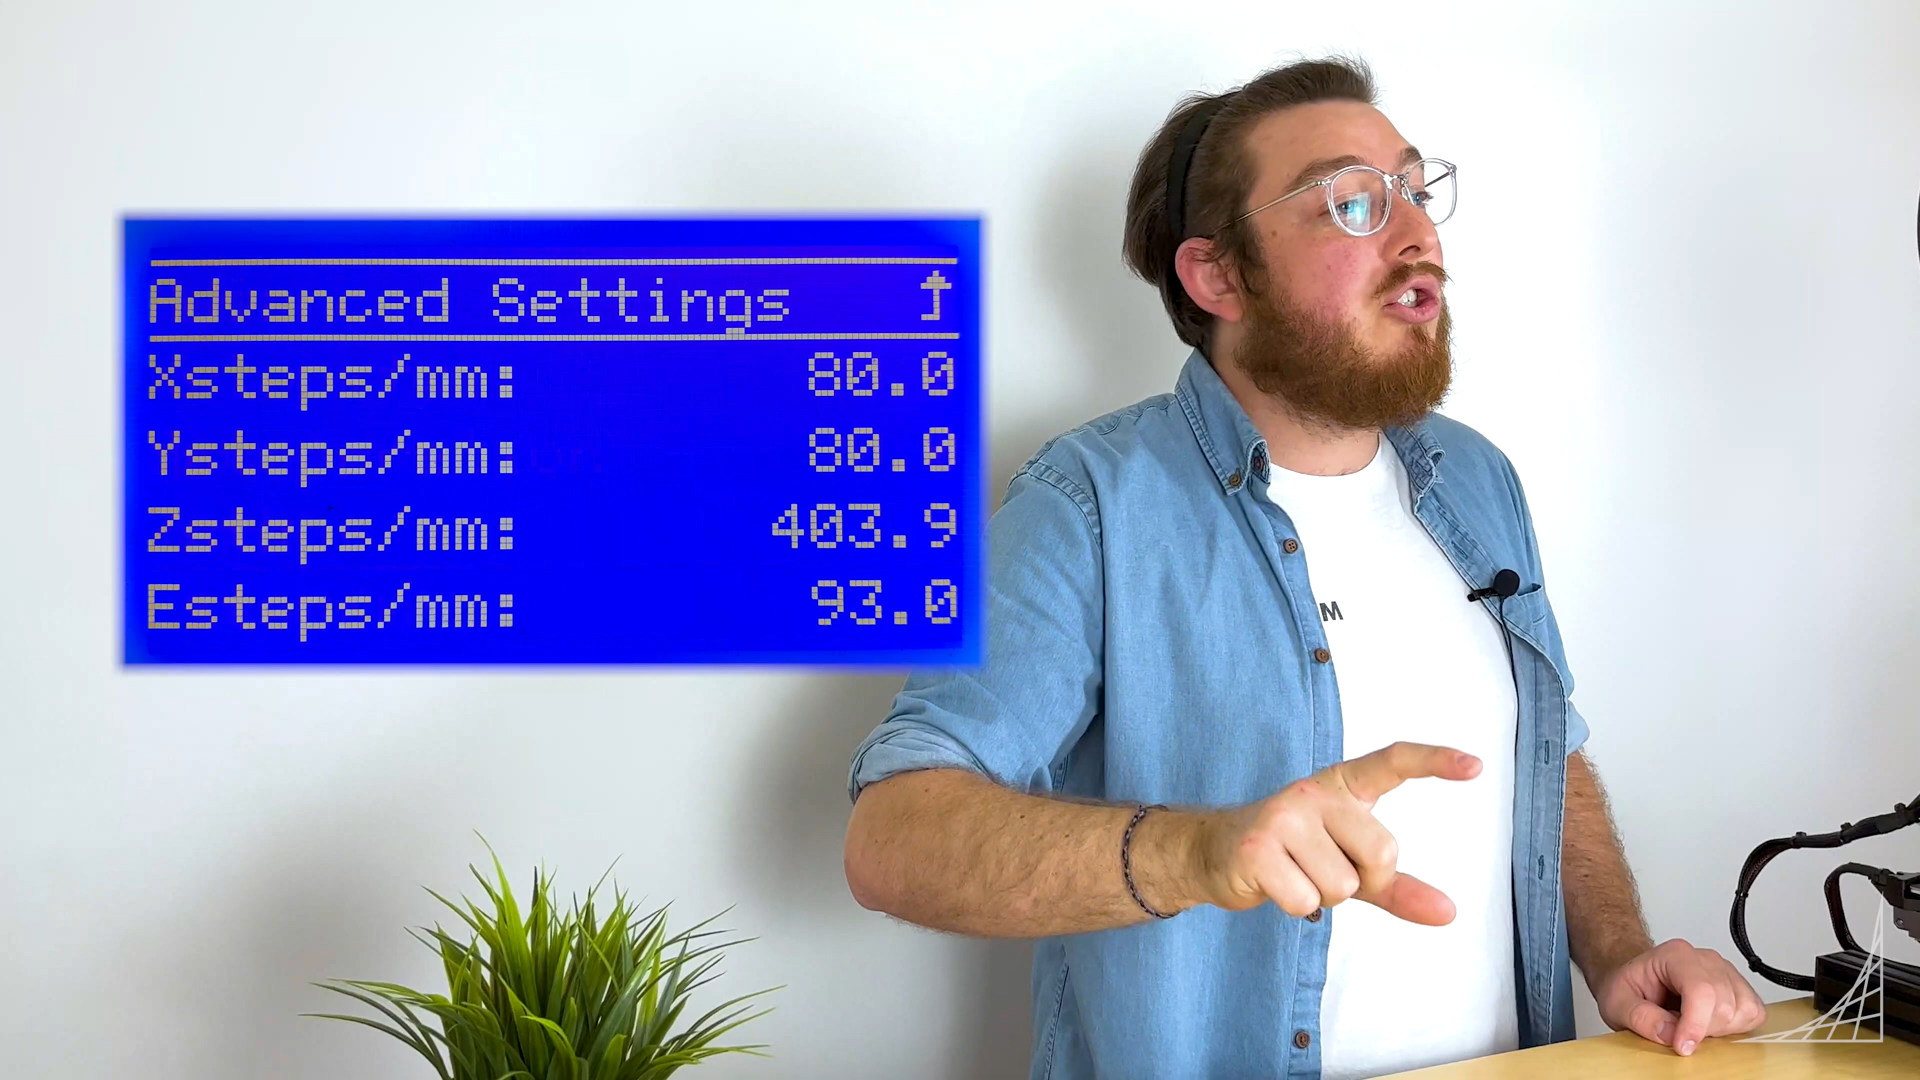 Advanced Settings
Xsteps/mm: 80.0
Ysteps/mm: 80.0
Zsteps/mm: 403.9
Esteps/mm: 93.0
M